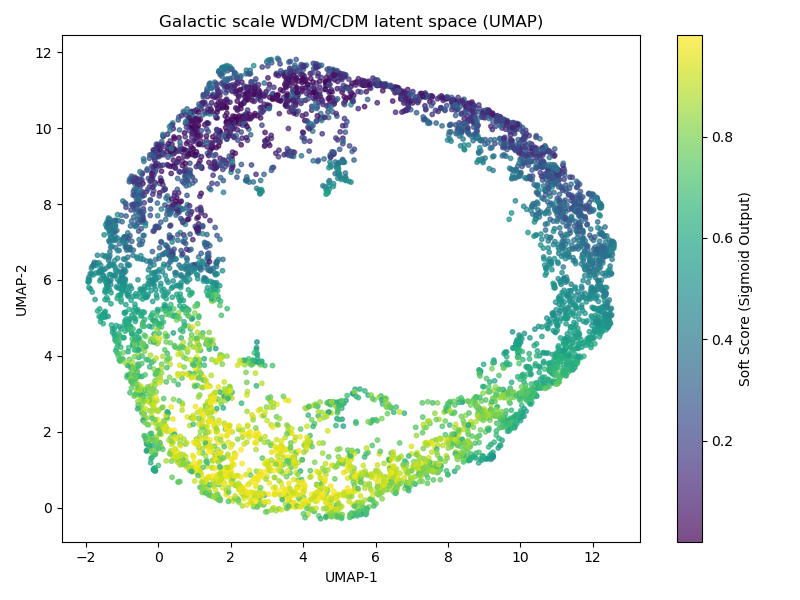 Galactic scale WDM/CDM latent space (UMAP)
UMAP-2
12
10
8
6
4
2
0
−2 0 2 4 6 8 10 12
UMAP-1
0.8
0.6
0.4
0.2
Soft Score (Sigmoid Output)